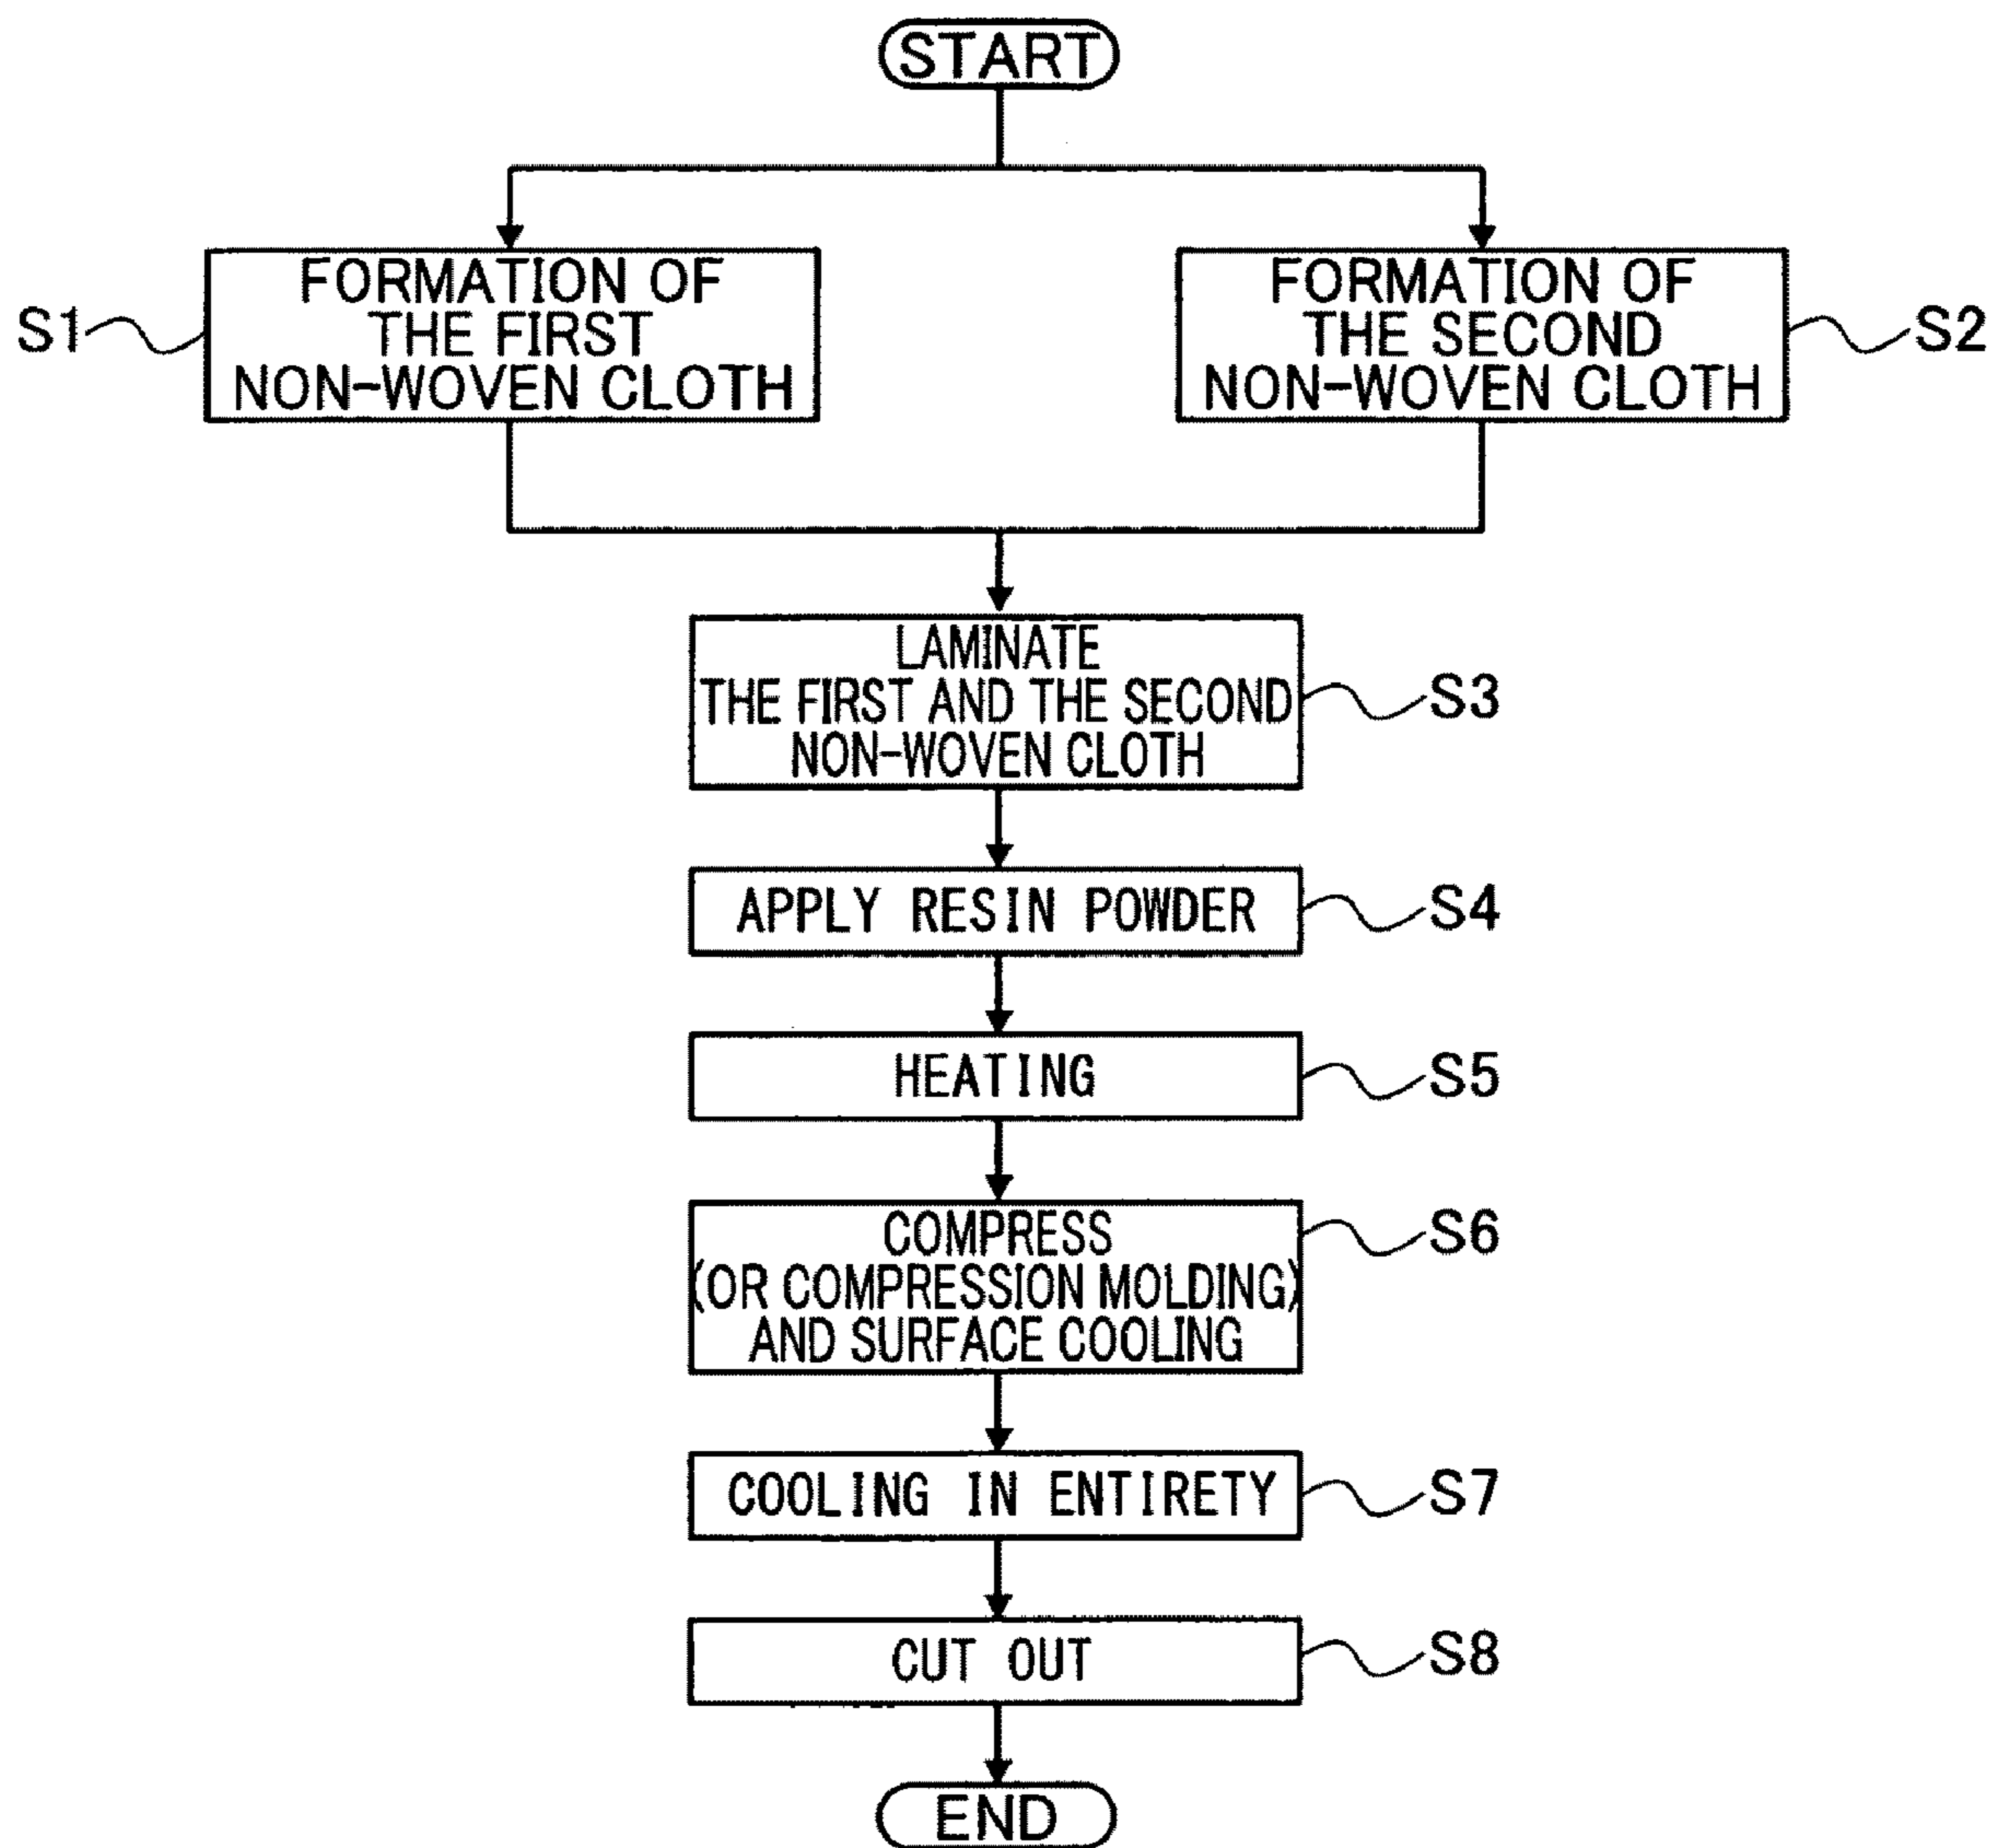 START
S1
FORMATION OF
THE FIRST
NON-WOVEN CLOTH
FORMATION OF
THE SECOND
NON-WOVEN CLOTH
S2
LAMINATE
THE FIRST AND THE SECOND
NON-WOVEN CLOTH
S3
APPLY RESIN POWDER
S4
HEATING
S5
COMPRESS
(OR COMPRESSION MOLDING)
AND SURFACE COOLING
S6
COOLING IN ENTIRETY
S7
CUT OUT
S8
END